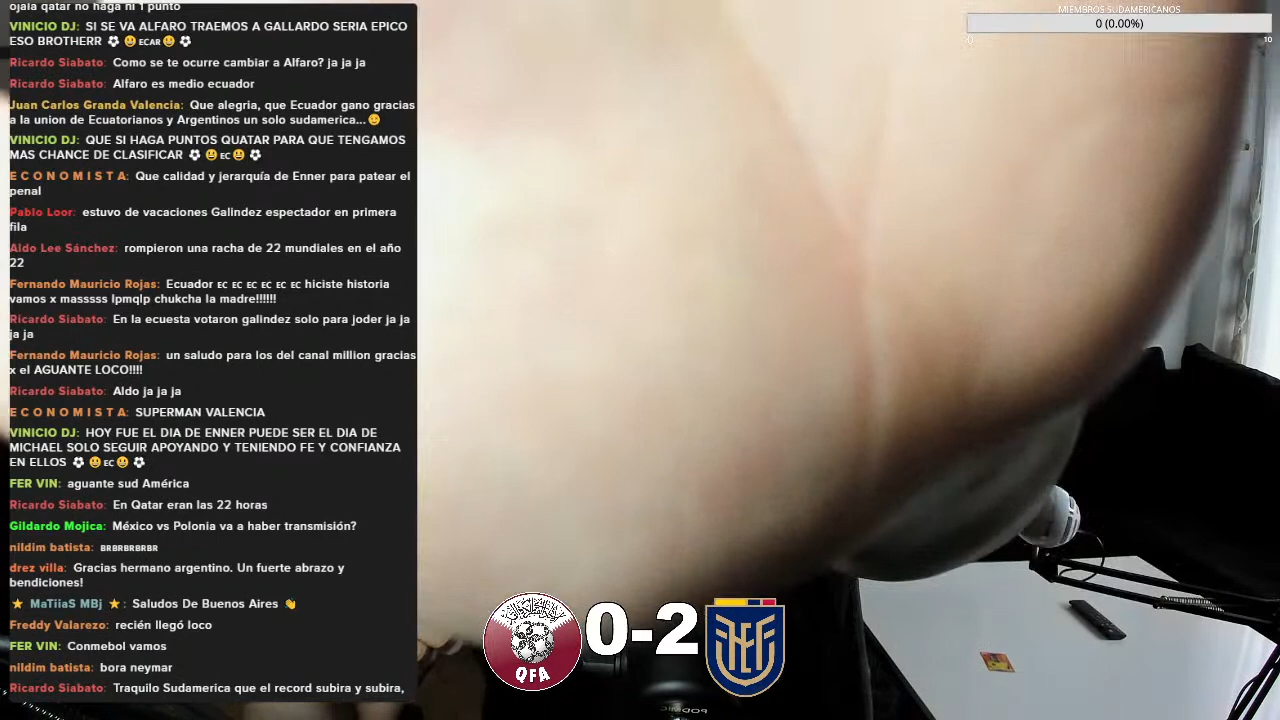 ojala qatar no haga ni 1 punto
VINICIO DJ: SI SE VA ALFARO TRAEMOS A GALLARDO SERIA EPICO
ESO BROTHERR ⚽ 😃 ECAR 😃 ⚽
Ricardo Siabato: Como se te ocurre cambiar a Alfaro? ja ja ja
Ricardo Siabato: Alfaro es medio ecuador
Juan Carlos Granda Valencia: Que alegria, que Ecuador gano gracias
a la union de Ecuatorianos y Argentinos un solo sudamerica...😊
VINICIO DJ: QUE SI HAGA PUNTOS QUATAR PARA QUE TENGAMOS
MAS CHANCE DE CLASIFICAR ⚽ 😃 EC 😃 ⚽
E C O N O M I S T A: Que calidad y jerarquía de Enner para patear el
penal
Pablo Loor: estuvo de vacaciones Galindez espectador en primera
fila
Aldo Lee Sánchez: rompieron una racha de 22 mundiales en el año
22
Fernando Mauricio Rojas: Ecuador EC EC EC EC EC EC hiciste historia
vamos x masssss lpmqlp chukcha la madre!!!!!!
Ricardo Siabato: En la ecuesta votaron galindez solo para joder ja ja
ja ja
Fernando Mauricio Rojas: un saludo para los del canal million gracias
x el AGUANTE LOCO!!!!
Ricardo Siabato: Aldo ja ja ja
E C O N O M I S T A: SUPERMAN VALENCIA
VINICIO DJ: HOY FUE EL DIA DE ENNER PUEDE SER EL DIA DE
MICHAEL SOLO SEGUIR APOYANDO Y TENIENDO FE Y CONFIANZA
EN ELLOS ⚽ 😃 EC 😃 ⚽
FER VIN: aguante sud América
Ricardo Siabato: En Qatar eran las 22 horas
Gildardo Mojica: México vs Polonia va a haber transmisión?
nildim batista: BRBRBRBRBR
drez villa: Gracias hermano argentino. Un fuerte abrazo y
bendiciones!
⭐ MaTiiaS MBj ⭐: Saludos De Buenos Aires 👋
Freddy Valarezo: recién llegó loco
FER VIN: Conmebol vamos
nildim batista: bora neymar
Ricardo Siabato: Traquilo Sudamerica que el record subira y subira,
MIEMBROS SUDAMERICANOS
0 (0.00%)
0 10
QFA 0-2 FEF